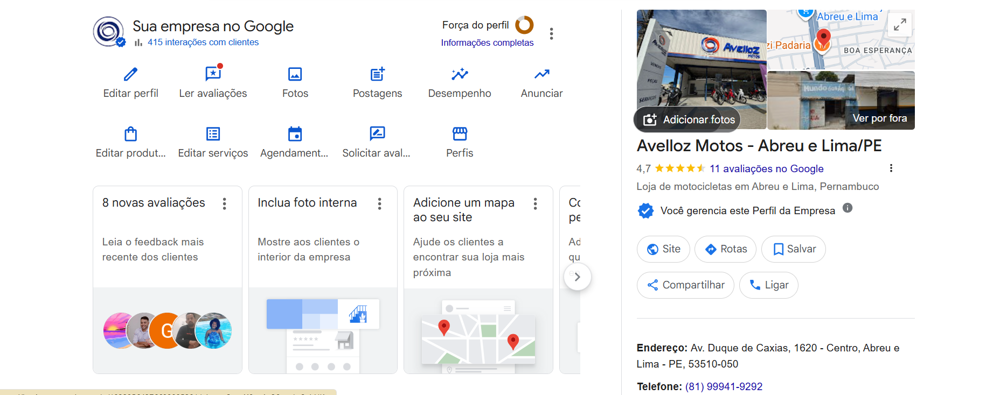 Sua empresa no Google
415 interações com clientes
Força do perfil
Informações completas
Editar perfil
Ler avaliações
Fotos
Postagens
Desempenho
Anunciar
Editar produt...
Editar serviços
Agendament...
Solicitar aval...
Perfis
8 novas avaliações
Leia o feedback mais
recente dos clientes
G
Inclua foto interna
Mostre aos clientes o
interior da empresa
Adicione um mapa
ao seu site
Ajude os clientes a
encontrar sua loja mais
próxima
Avelloz
MOTOS
PEÇAS
SERVIÇOS
Adicionar fotos
Abreu e Lima
Padaria
BOA ESPERANÇA
Mundo
Ver por fora
Avelloz Motos - Abreu e Lima/PE
4,7
11 avaliações no Google
Loja de motocicletas em Abreu e Lima, Pernambuco
Você gerencia este Perfil da Empresa
Site
Rotas
Salvar
Compartilhar
Ligar
Endereço: Av. Duque de Caxias, 1620 - Centro, Abreu e
Lima - PE, 53510-050
Telefone: (81) 99941-9292